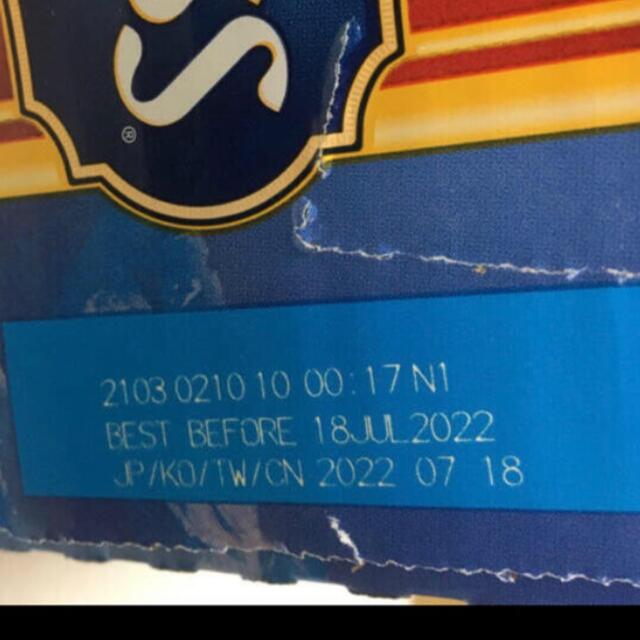 ®
2103 0210 10 00:17 N1
BEST BEFORE 18JUL2022
JP/KO/TW/CN 2022 07 18